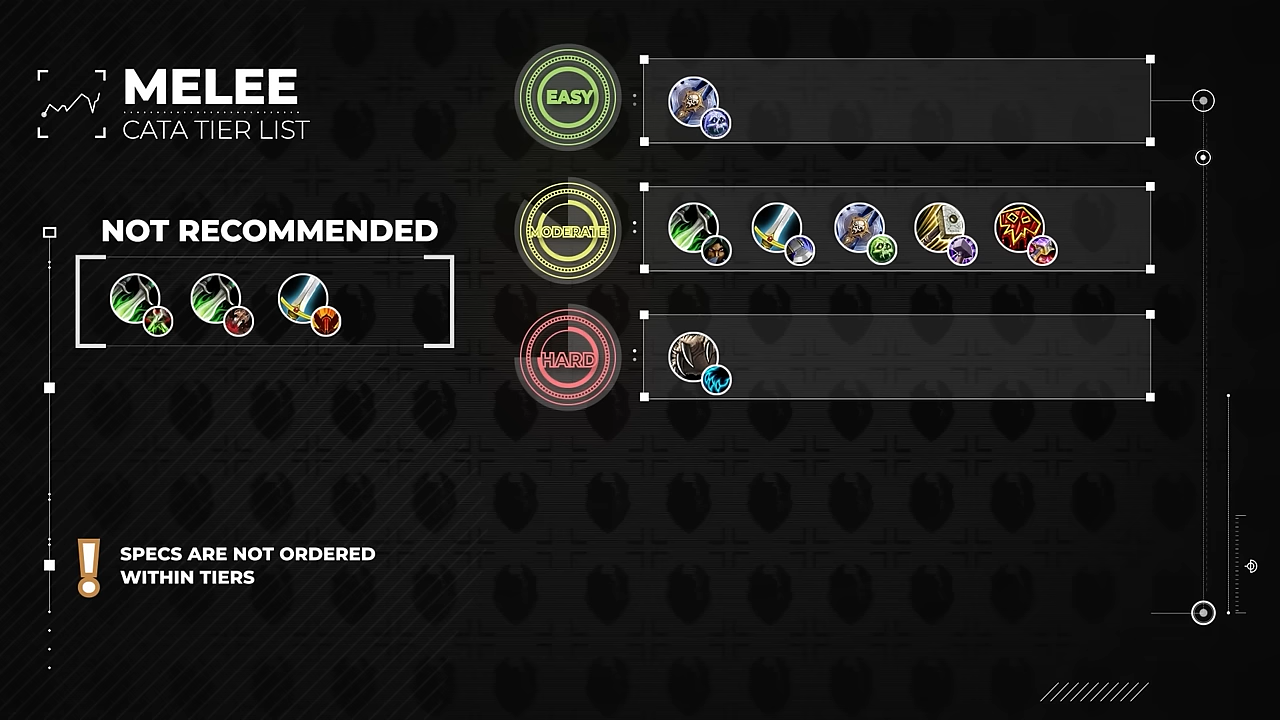 MELEE
CATA TIER LIST
NOT RECOMMENDED
EASY
MODERATE
HARD
SPECS ARE NOT ORDERED
WITHIN TIERS